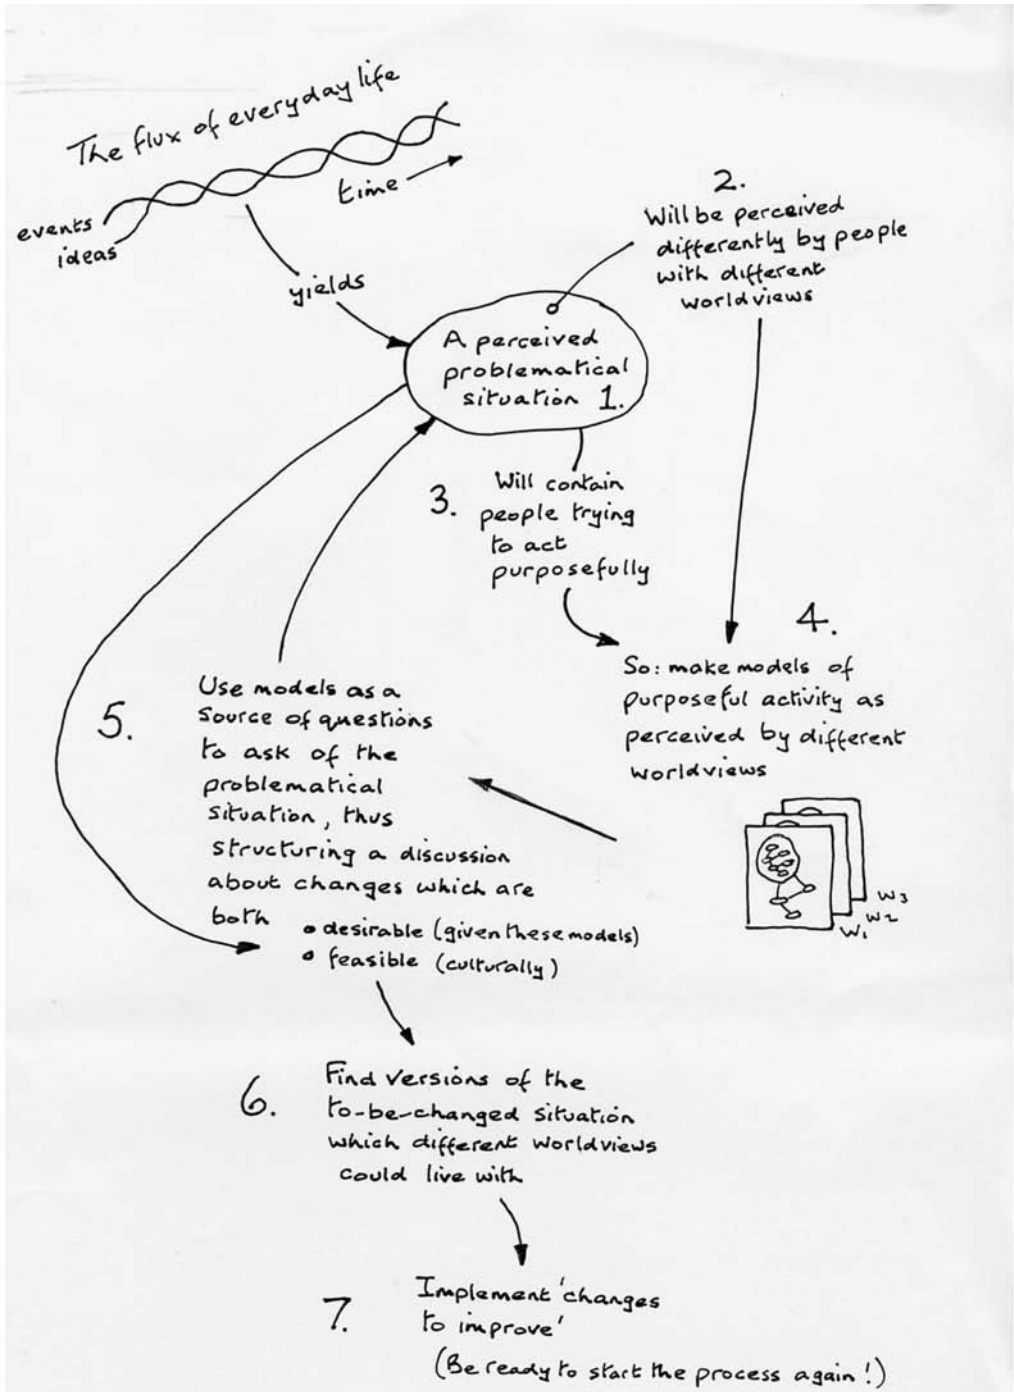 The flux of everyday life
events
ideas
time
yields
2.
Will be perceived
differently by people
with different
worldviews
A perceived
problematical
situation 1.
3.
Will contain
people trying
to act
purposefully
4.
So: make models of
purposeful activity as
perceived by different
worldviews
W1
W2
W3
5.
Use models as a
Source of questions
to ask of the
problematical
situation, thus
structuring a discussion
about changes which are
both
• desirable (given these models)
• feasible (culturally)
6.
Find versions of the
to-be-changed situation
which different worldviews
could live with
7.
Implement 'changes
to improve'
(Be ready to start the process again!)